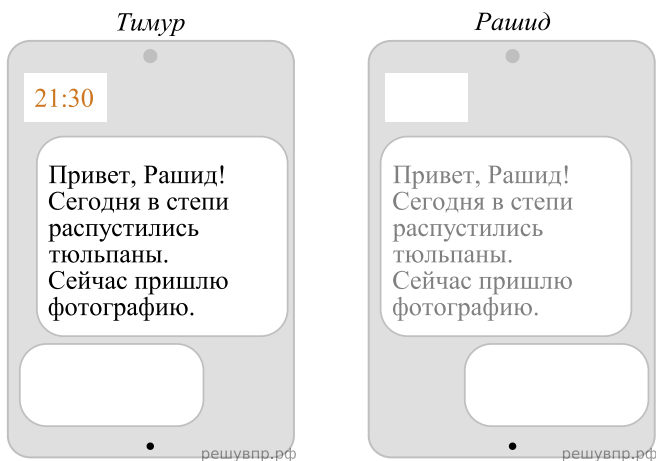 Тимур
Рашид
21:30
Привет, Рашид!
Сегодня в степи
распустились
тюльпаны.
Сейчас пришлю
фотографию.
Привет, Рашид!
Сегодня в степи
распустились
тюльпаны.
Сейчас пришлю
фотографию.
решувпр.рф
решувпр.рф